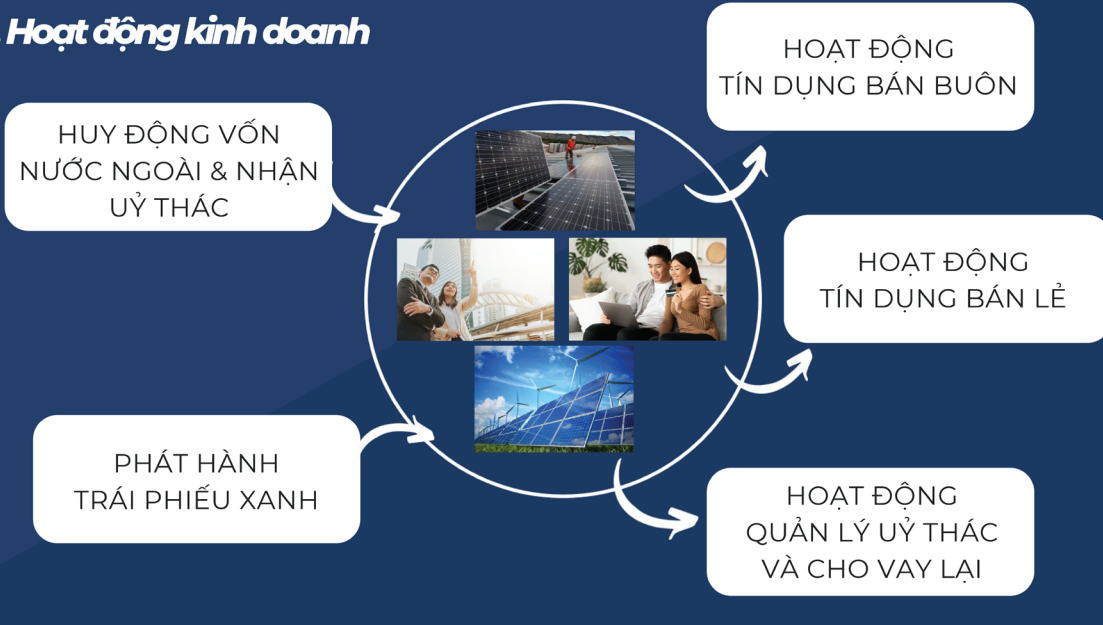 Hoạt động kinh doanh
HUY ĐỘNG VỐN
NƯỚC NGOÀI & NHẬN
UỶ THÁC
PHÁT HÀNH
TRÁI PHIẾU XANH
HOẠT ĐỘNG
TÍN DỤNG BÁN BUÔN
HOẠT ĐỘNG
TÍN DỤNG BÁN LẺ
HOẠT ĐỘNG
QUẢN LÝ UỶ THÁC
VÀ CHO VAY LẠI